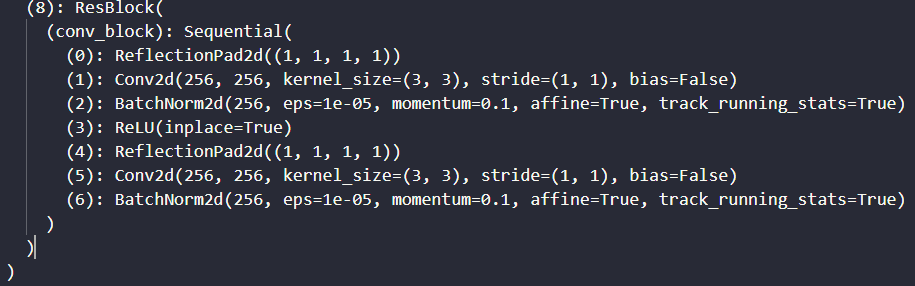 (8): ResBlock(
(conv_block): Sequential(
(0): ReflectionPad2d((1, 1, 1, 1))
(1): Conv2d(256, 256, kernel_size=(3, 3), stride=(1, 1), bias=False)
(2): BatchNorm2d(256, eps=1e-05, momentum=0.1, affine=True, track_running_stats=True)
(3): ReLU(inplace=True)
(4): ReflectionPad2d((1, 1, 1, 1))
(5): Conv2d(256, 256, kernel_size=(3, 3), stride=(1, 1), bias=False)
(6): BatchNorm2d(256, eps=1e-05, momentum=0.1, affine=True, track_running_stats=True)
)
)
)